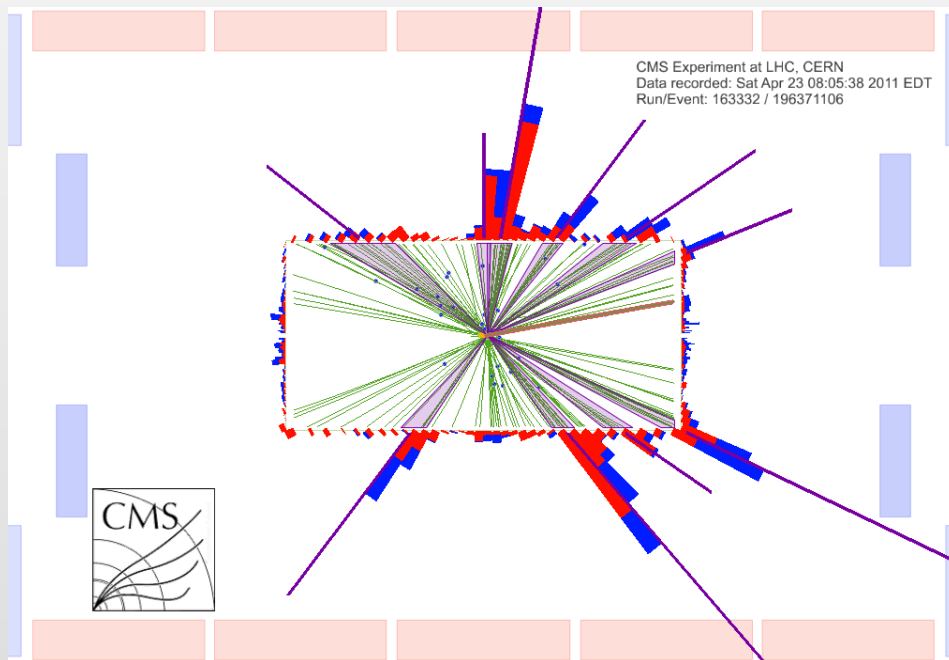 CMS Experiment at LHC, CERN
Data recorded: Sat Apr 23 08:05:38 2011 EDT
Run/Event: 163332 / 196371106
CMS